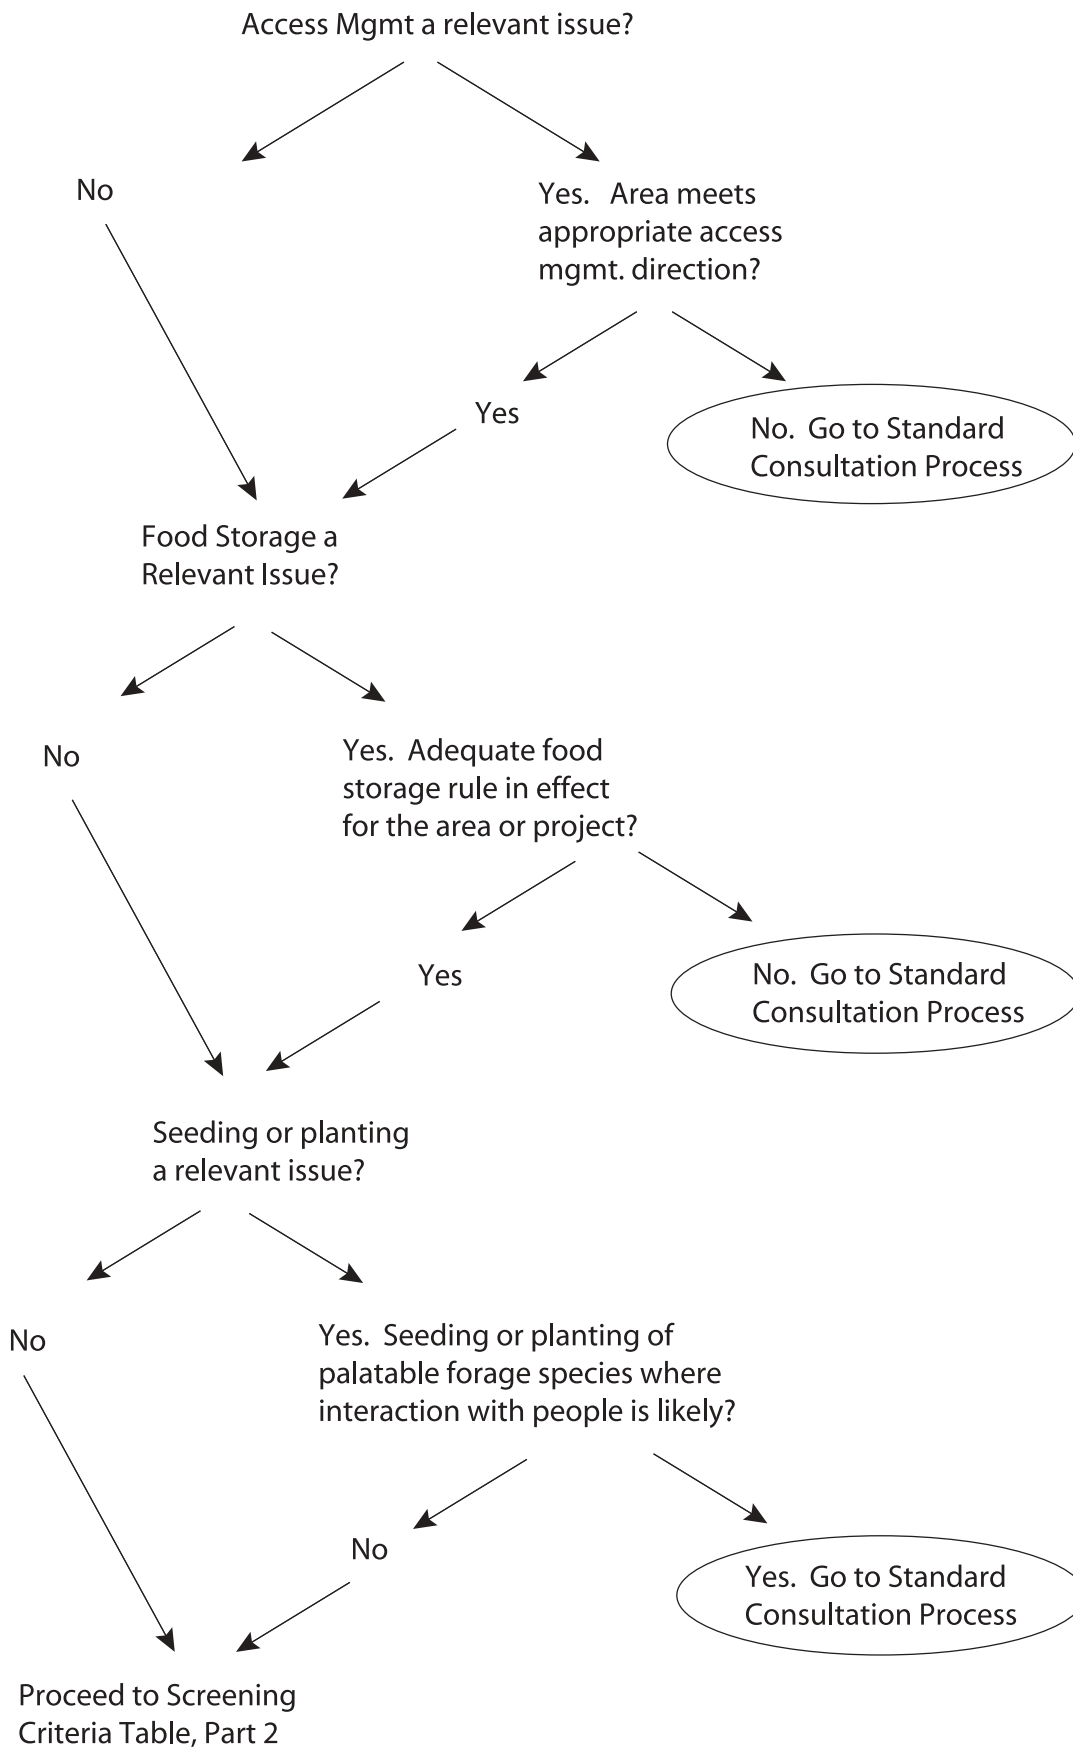 Access Mgmt a relevant issue?
No
Yes.   Area meets
appropriate access
mgmt. direction?
Yes
No.  Go to Standard
Consultation Process
Food Storage a
Relevant Issue?
No
Yes.  Adequate food
storage rule in effect
for the area or project?
Yes
No.  Go to Standard
Consultation Process
Seeding or planting
a relevant issue?
No
Yes.  Seeding or planting of
palatable forage species where
interaction with people is likely?
No
Yes.  Go to Standard
Consultation Process
Proceed to Screening
Criteria Table, Part 2